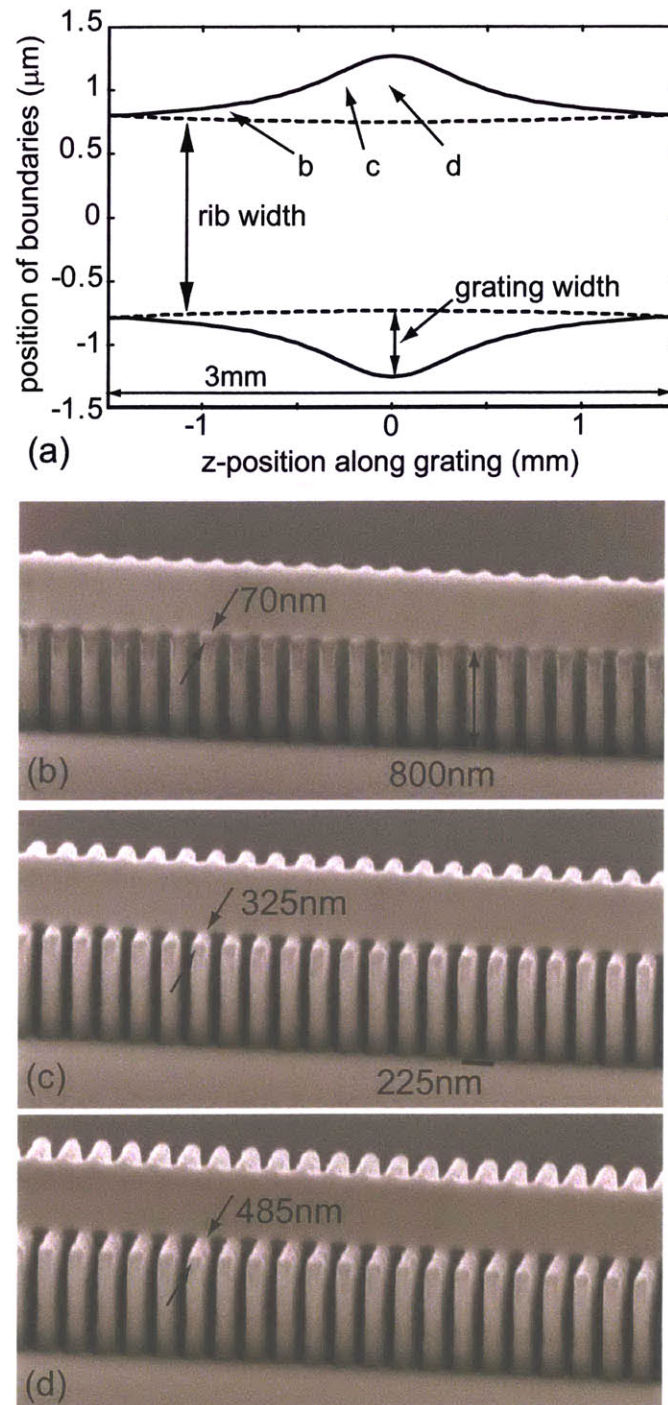 position of boundaries (μm)
1.5
1
0.5
0
-0.5
-1
-1.5
b
c
d
rib width
grating width
3mm
-1
0
1
(a)
z-position along grating (mm)
70nm
800nm
(b)
325nm
225nm
(c)
485nm
(d)